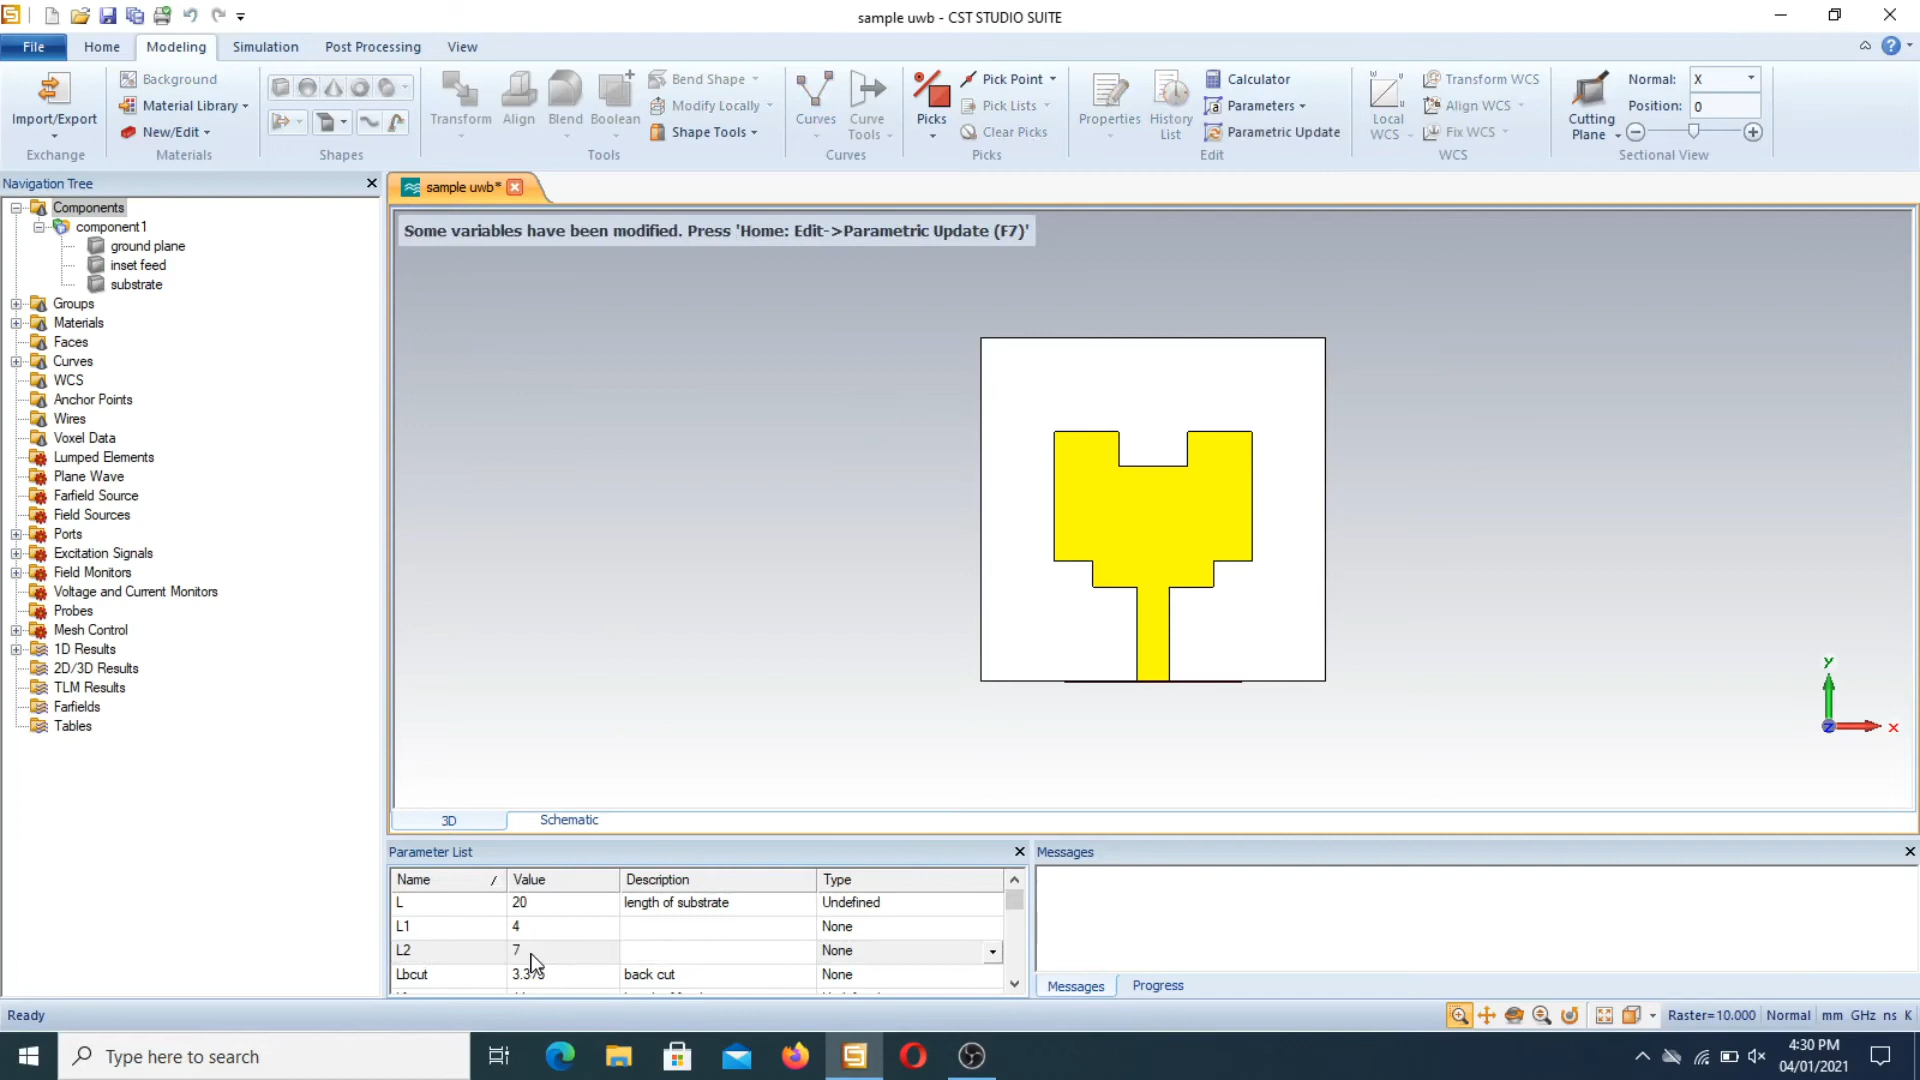 sample uwb - CST STUDIO SUITE
File Home Modeling Simulation Post Processing View
Import/Export
Exchange
Background
Material Library
New/Edit
Materials
Shapes
Transform Align Blend Boolean
Bend Shape
Modify Locally
Shape Tools
Tools
Curves
Curve Tools
Curves
Picks
Pick Point
Pick Lists
Clear Picks
Picks
Properties
History List
Calculator
Parameters
Parametric Update
Edit
Local WCS
Transform WCS
Align WCS
Fix WCS
WCS
Cutting Plane
Normal: X
Position: 0
Sectional View
Navigation Tree
Components
component1
ground plane
inset feed
substrate
Groups
Materials
Faces
Curves
WCS
Anchor Points
Wires
Voxel Data
Lumped Elements
Plane Wave
Farfield Source
Field Sources
Ports
Excitation Signals
Field Monitors
Voltage and Current Monitors
Probes
Mesh Control
1D Results
2D/3D Results
TLM Results
Farfields
Tables
sample uwb*
Some variables have been modified. Press 'Home: Edit->Parametric Update (F7)'
y
z
x
3D Schematic
Parameter List
Name / Value Description Type
L 20 length of substrate Undefined
L1 4 None
L2 7 None
Lbcut 3.375 back cut None
Messages
Messages Progress
Ready
Raster=10.000 Normal mm GHz ns K
Type here to search
4:30 PM
04/01/2021